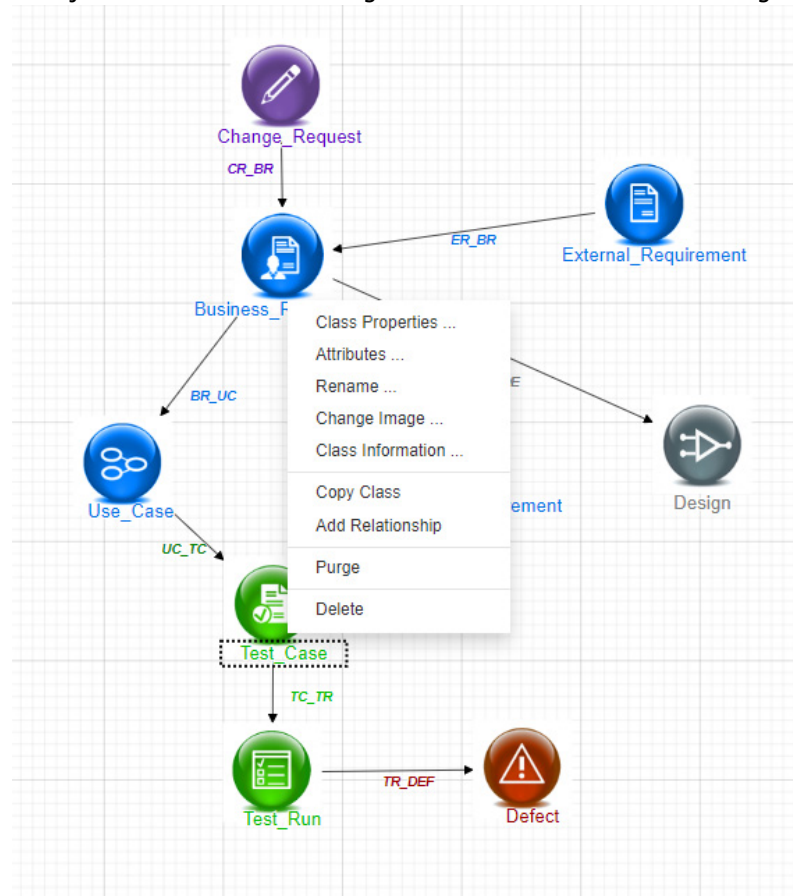 Change_Request
CR_BR
ER_BR
External_Requirement
Business_
Class Properties ...
Attributes ...
Rename ...
E
Change Image ...
BR_UC
Class Information ...
Copy Class
ement
Design
Use_Case
Add Relationship
UC_TC
Purge
Delete
Test_Case
TC_TR
TR_DEF
Test_Run
Defect